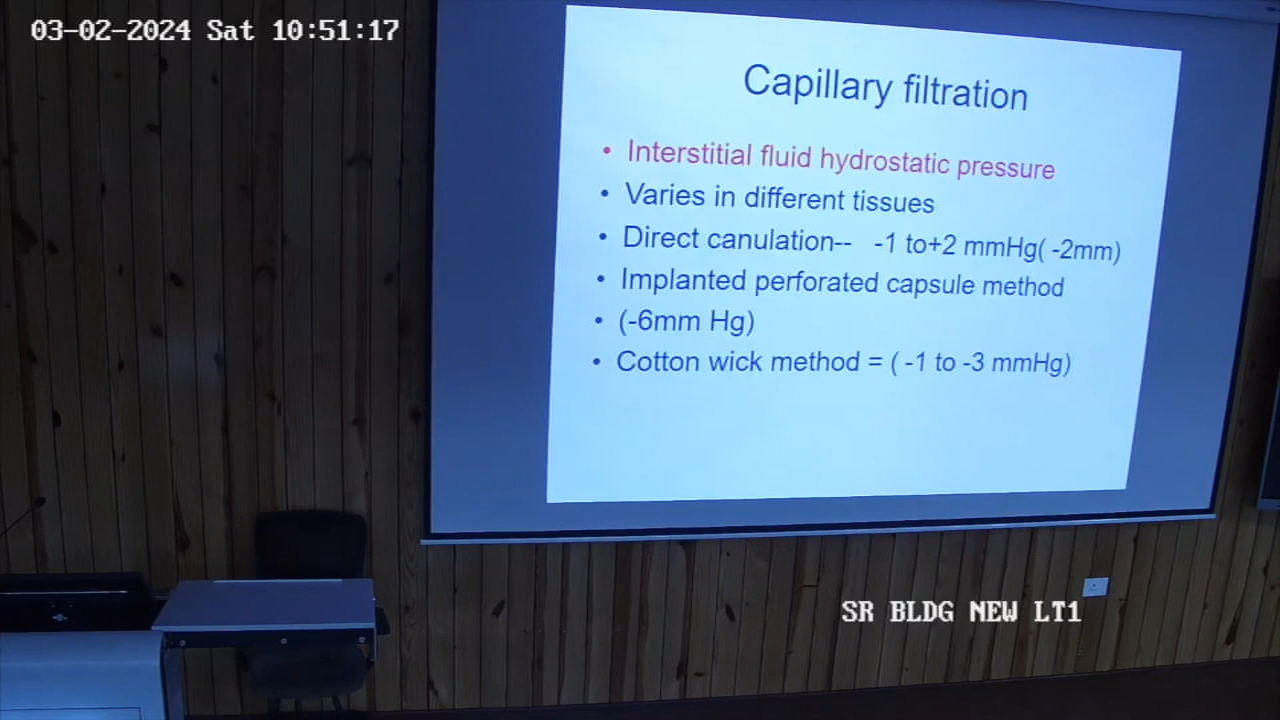 03-02-2024 Sat 10:51:17
Capillary filtration
• Interstitial fluid hydrostatic pressure
• Varies in different tissues
• Direct canulation-- -1 to+2 mmHg( -2mm)
• Implanted perforated capsule method
• (-6mm Hg)
• Cotton wick method = ( -1 to -3 mmHg)
SR BLDG NEW LT1